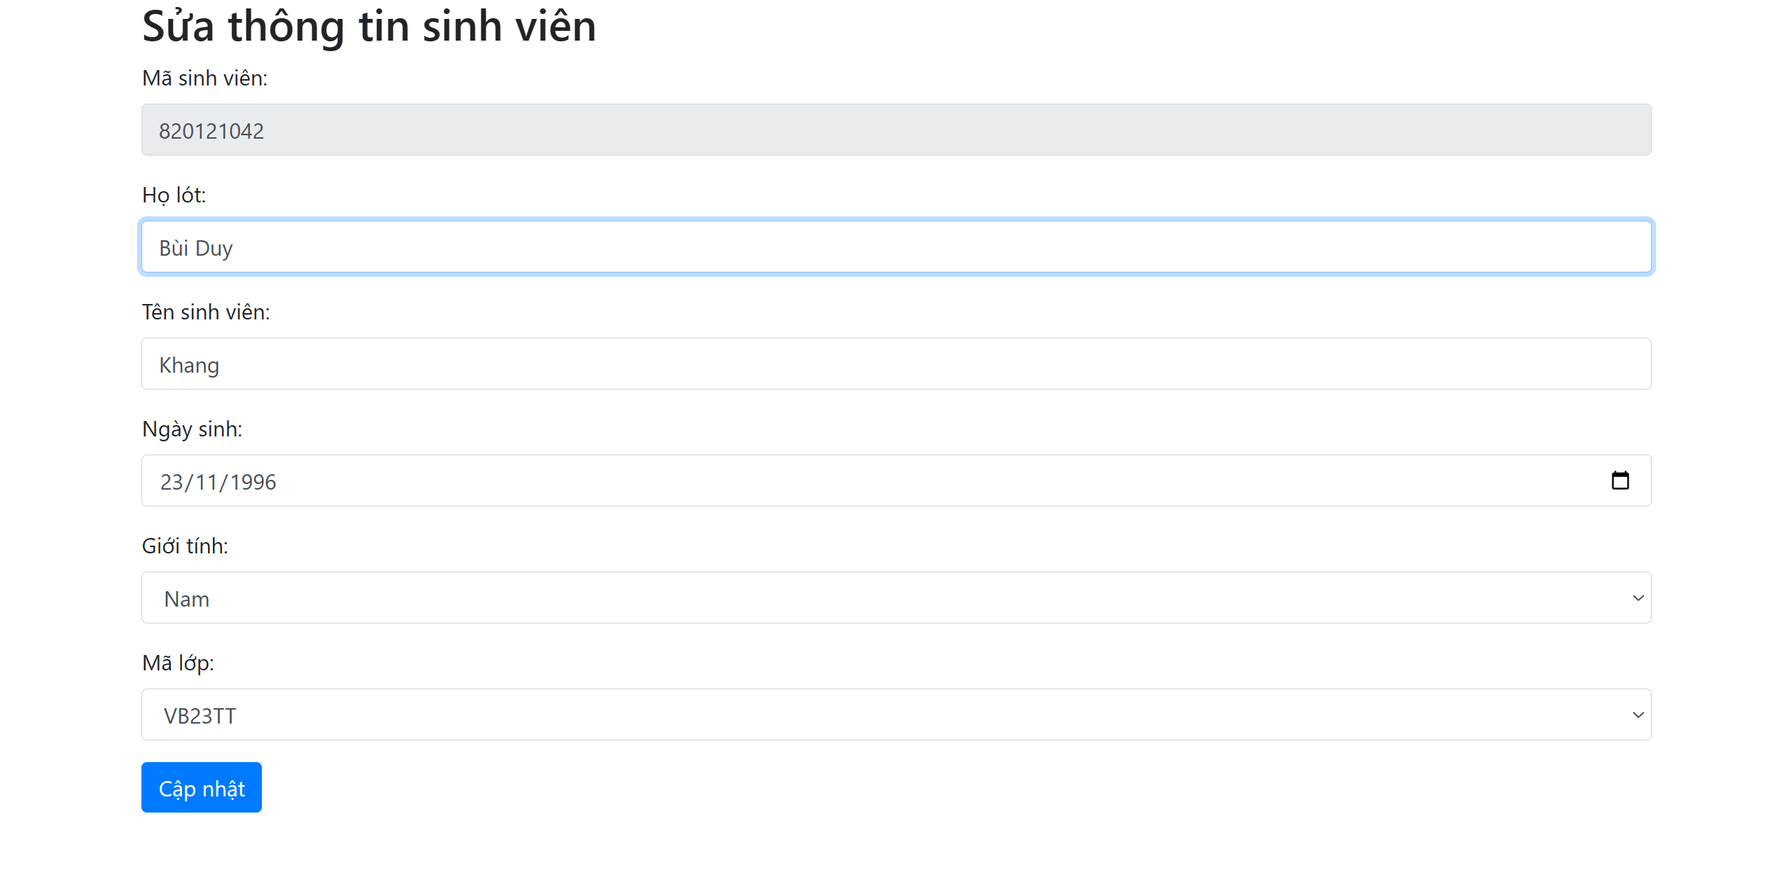 Sửa thông tin sinh viên
Mã sinh viên:
820121042
Họ lót:
Bùi Duy
Tên sinh viên:
Khang
Ngày sinh:
23/11/1996
Giới tính:
Nam
Mã lớp:
VB23TT
Cập nhật